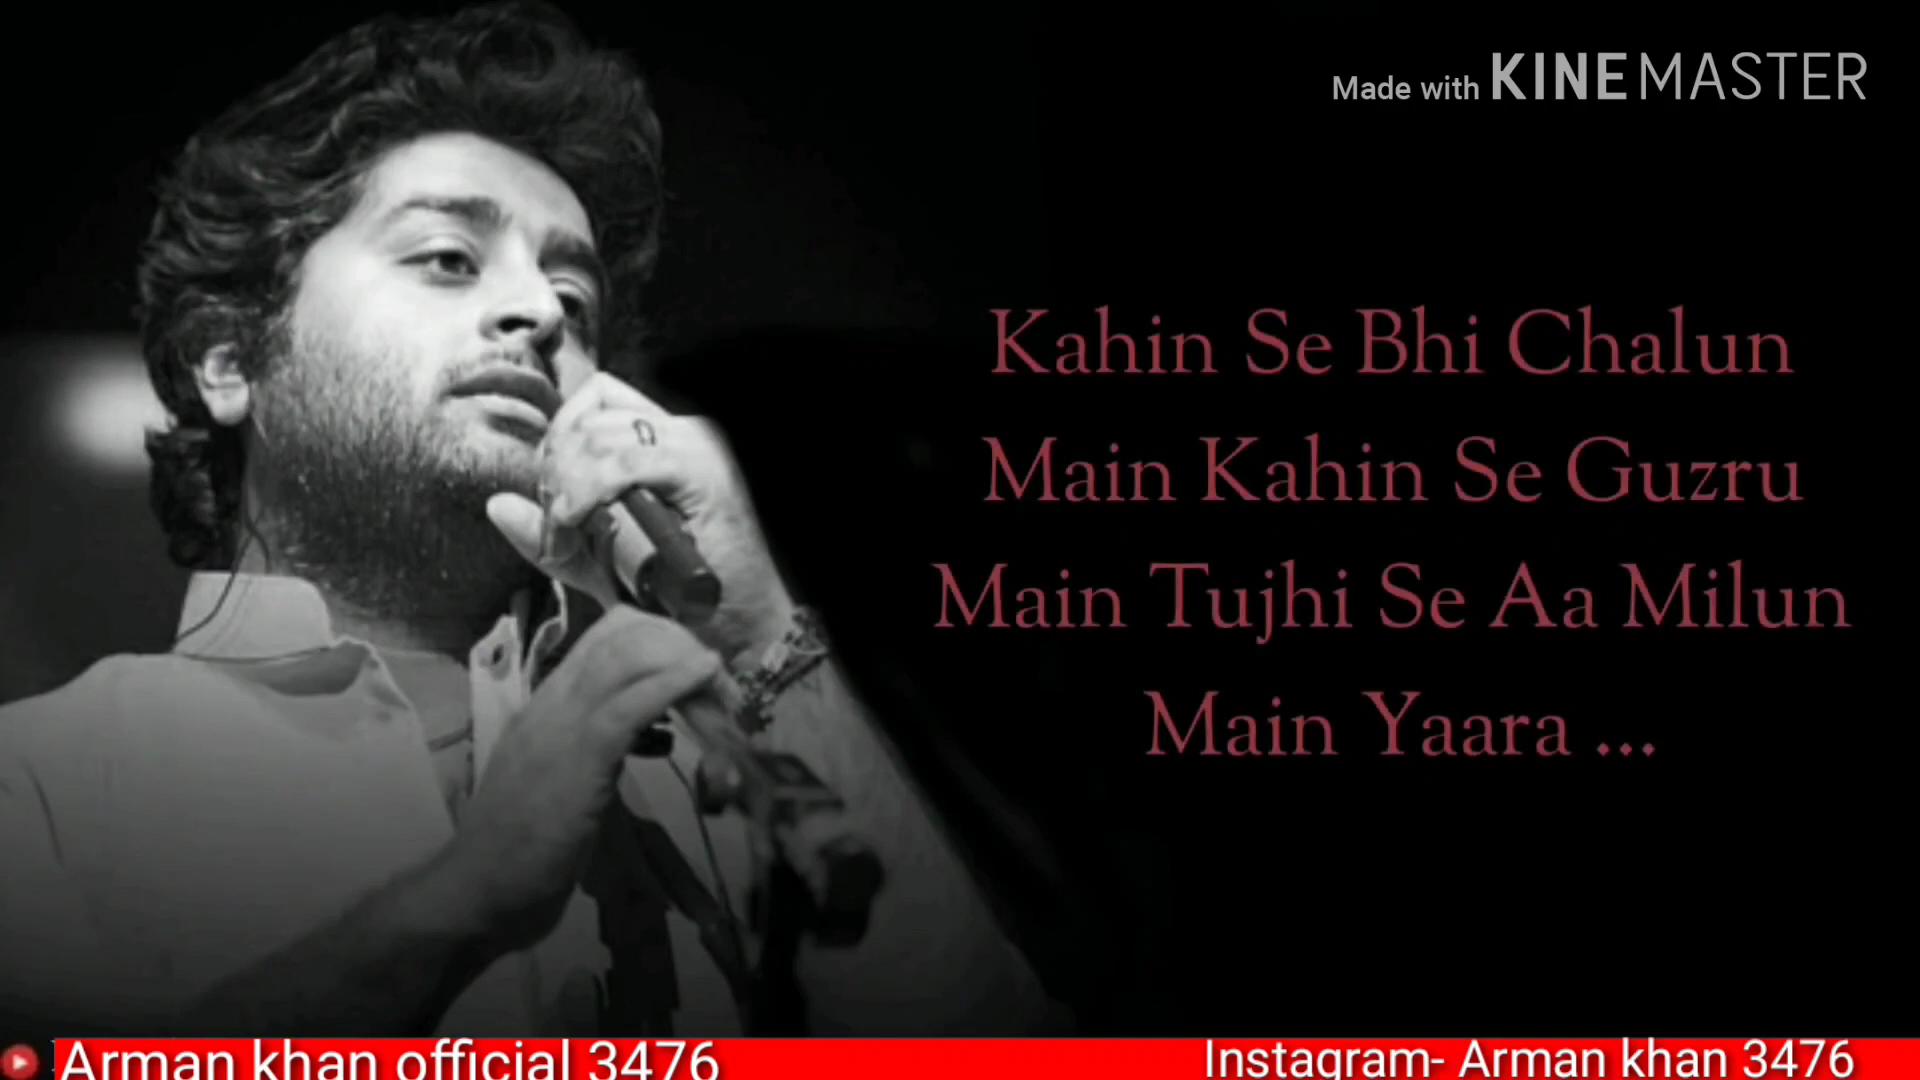 Made with KINEMASTER
Kahin Se Bhi Chalun
Main Kahin Se Guzru
Main Tujhi Se Aa Milun
Main Yaara ...
Arman khan official 3476
Instagram- Arman khan 3476